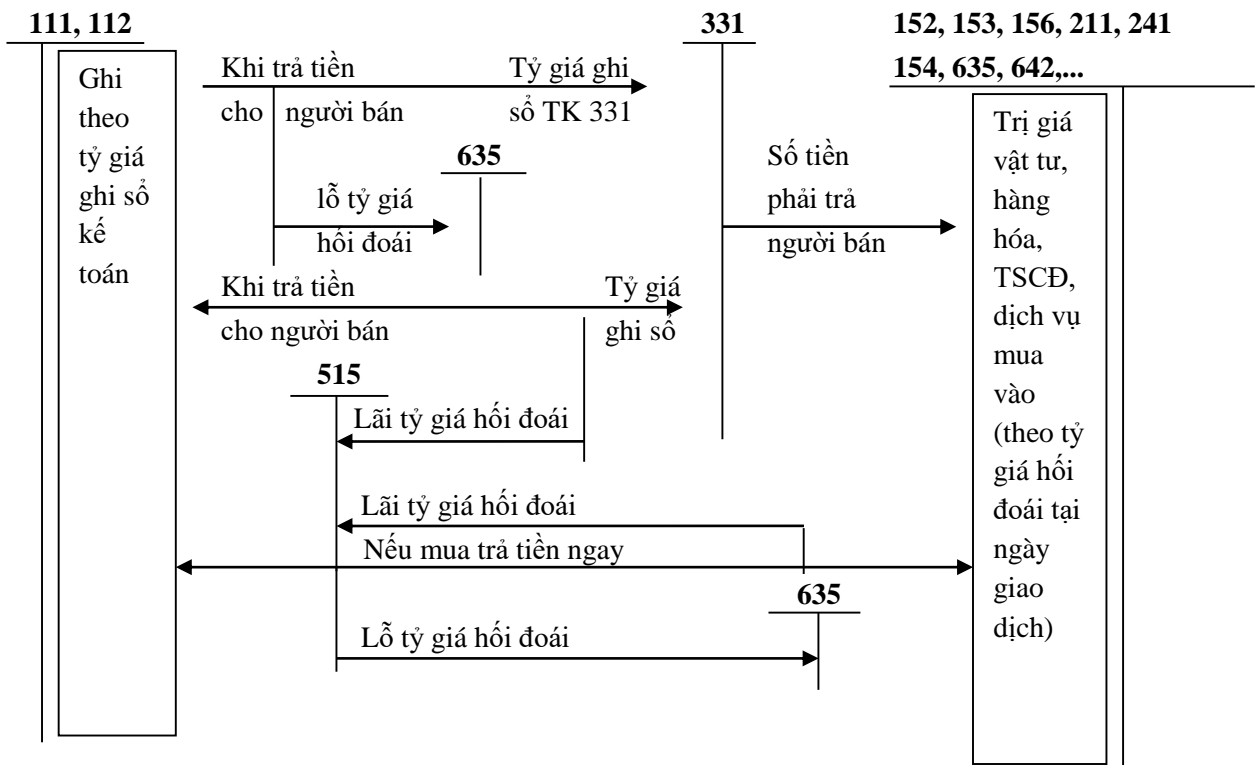 111, 112
331
152, 153, 156, 211, 241
154, 635, 642,...
Ghi
theo
tỷ giá
ghi sổ
kế
toán
Khi trả tiền
Tỷ giá ghi
cho người bán
sổ TK 331
635
lỗ tỷ giá
hối đoái
Số tiền
phải trả
người bán
Khi trả tiền
Tỷ giá
cho người bán
ghi sổ
515
Lãi tỷ giá hối đoái
Lãi tỷ giá hối đoái
Nếu mua trả tiền ngay
635
Lỗ tỷ giá hối đoái
Trị giá
vật tư,
hàng
hóa,
TSCĐ,
dịch vụ
mua
vào
(theo tỷ
giá hối
đoái tại
ngày
giao
dịch)